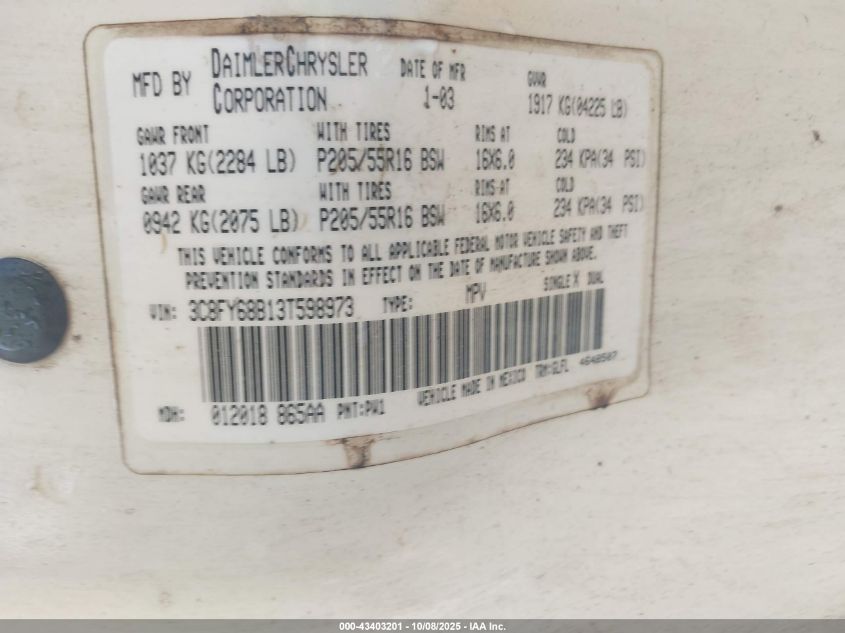 MFD BY DAIMLERCHRYSLER CORPORATION DATE OF MFR 1-03 GVWR 1917 KG(04225 LB)
GAWR FRONT WITH TIRES RIMS AT COLD
1037 KG(2284 LB) P205/55R16 BSW 16X6.0 234 KPA(34 PSI)
GAWR REAR WITH TIRES RIMS AT COLD
0942 KG(2075 LB) P205/55R16 BSW 16X6.0 234 KPA(34 PSI)
THIS VEHICLE CONFORMS TO ALL APPLICABLE FEDERAL MOTOR VEHICLE SAFETY AND THEFT
PREVENTION STANDARDS IN EFFECT ON THE DATE OF MANUFACTURE SHOWN ABOVE.
VIN: 3C8FY68B13T598973 TYPE: MPV SINGLE X DUAL
MDH: 012018 865AA PNT:PW1 VEHICLE MADE IN MEXICO TRM:GLFL 4648507
000-43403201 - 10/08/2025 - IAA Inc.